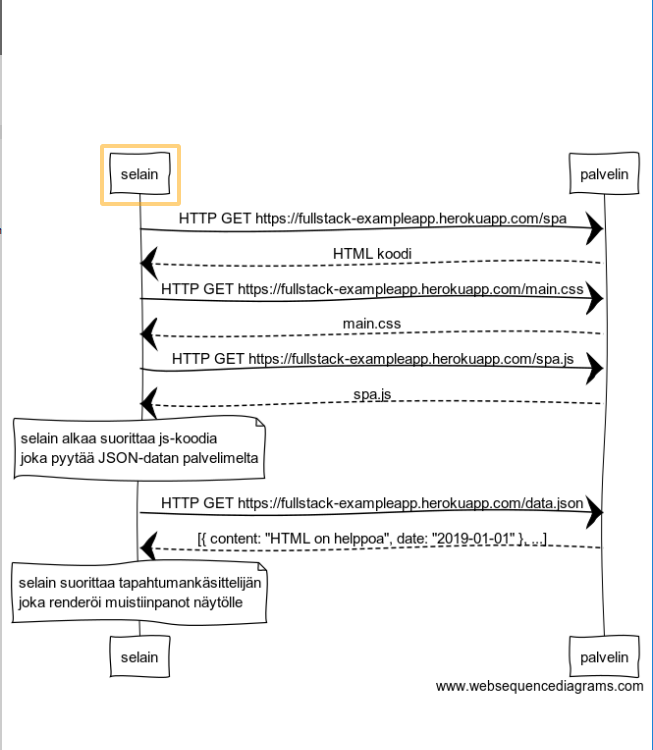 selain
palvelin
HTTP GET https://fullstack-exampleapp.herokuapp.com/spa
HTML koodi
HTTP GET https://fullstack-exampleapp.herokuapp.com/main.css
main.css
HTTP GET https://fullstack-exampleapp.herokuapp.com/spa.js
spa.js
selain alkaa suorittaa js-koodia
joka pyytää JSON-datan palvelimelta
HTTP GET https://fullstack-exampleapp.herokuapp.com/data.json
[{ content: "HTML on helppoa", date: "2019-01-01" }, ...]
selain suorittaa tapahtumankäsittelijän
joka renderöi muistiinpanot näytölle
selain
palvelin
www.websequencediagrams.com